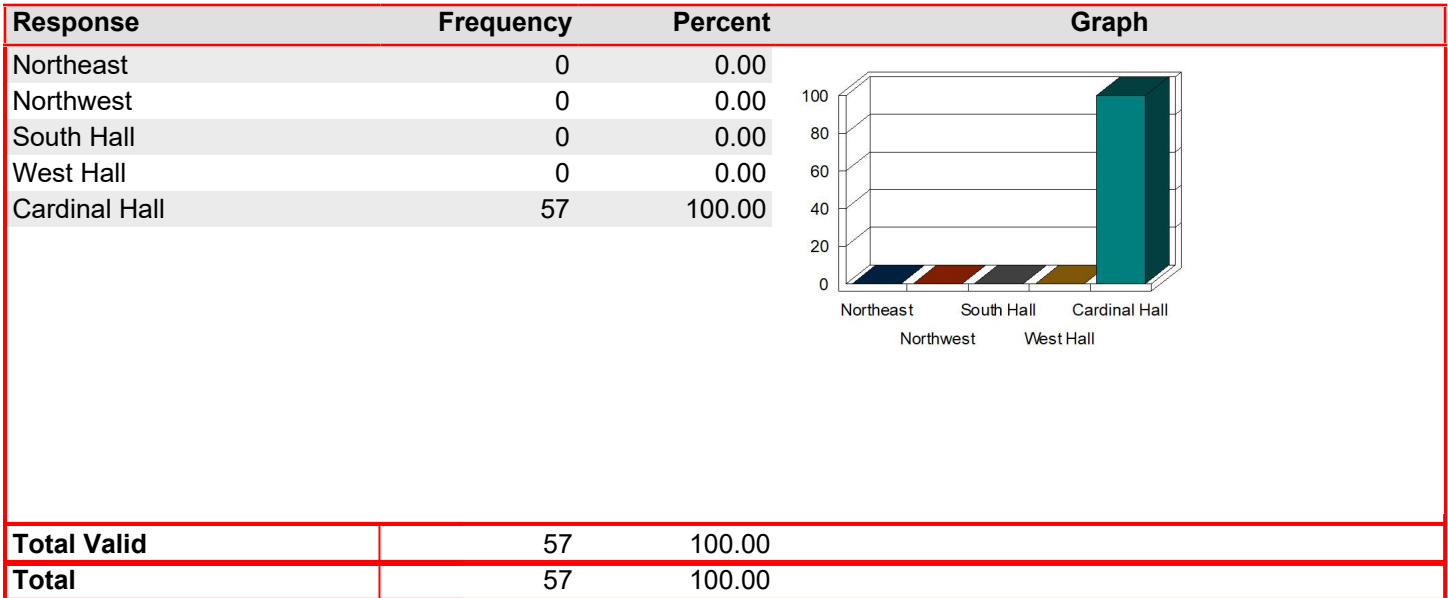 Response Frequency Percent Graph
Northeast 0 0.00
Northwest 0 0.00
South Hall 0 0.00
West Hall 0 0.00
Cardinal Hall 57 100.00
100
80
60
40
20
0
Northeast South Hall Cardinal Hall
Northwest West Hall
Total Valid 57 100.00
Total 57 100.00